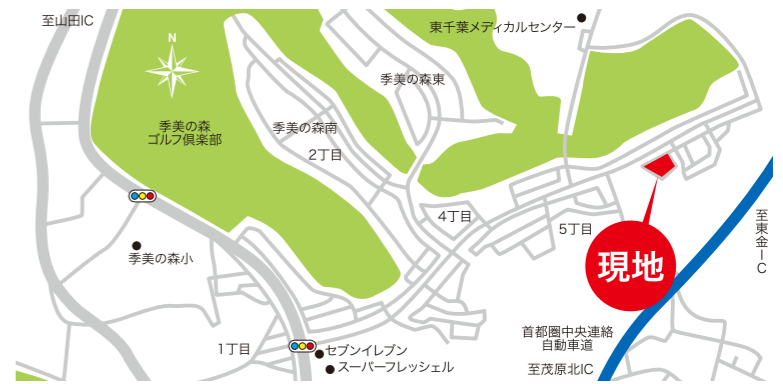 至山田IC
東千葉メディカルセンター
N
季美の森東
季美の森
ゴルフ倶楽部
季美の森南
2丁目
4丁目
5丁目
至東金IC
季美の森小
現地
首都圏中央連絡
自動車道
1丁目
セブンイレブン
スーパーフレッシェル
至茂原北IC